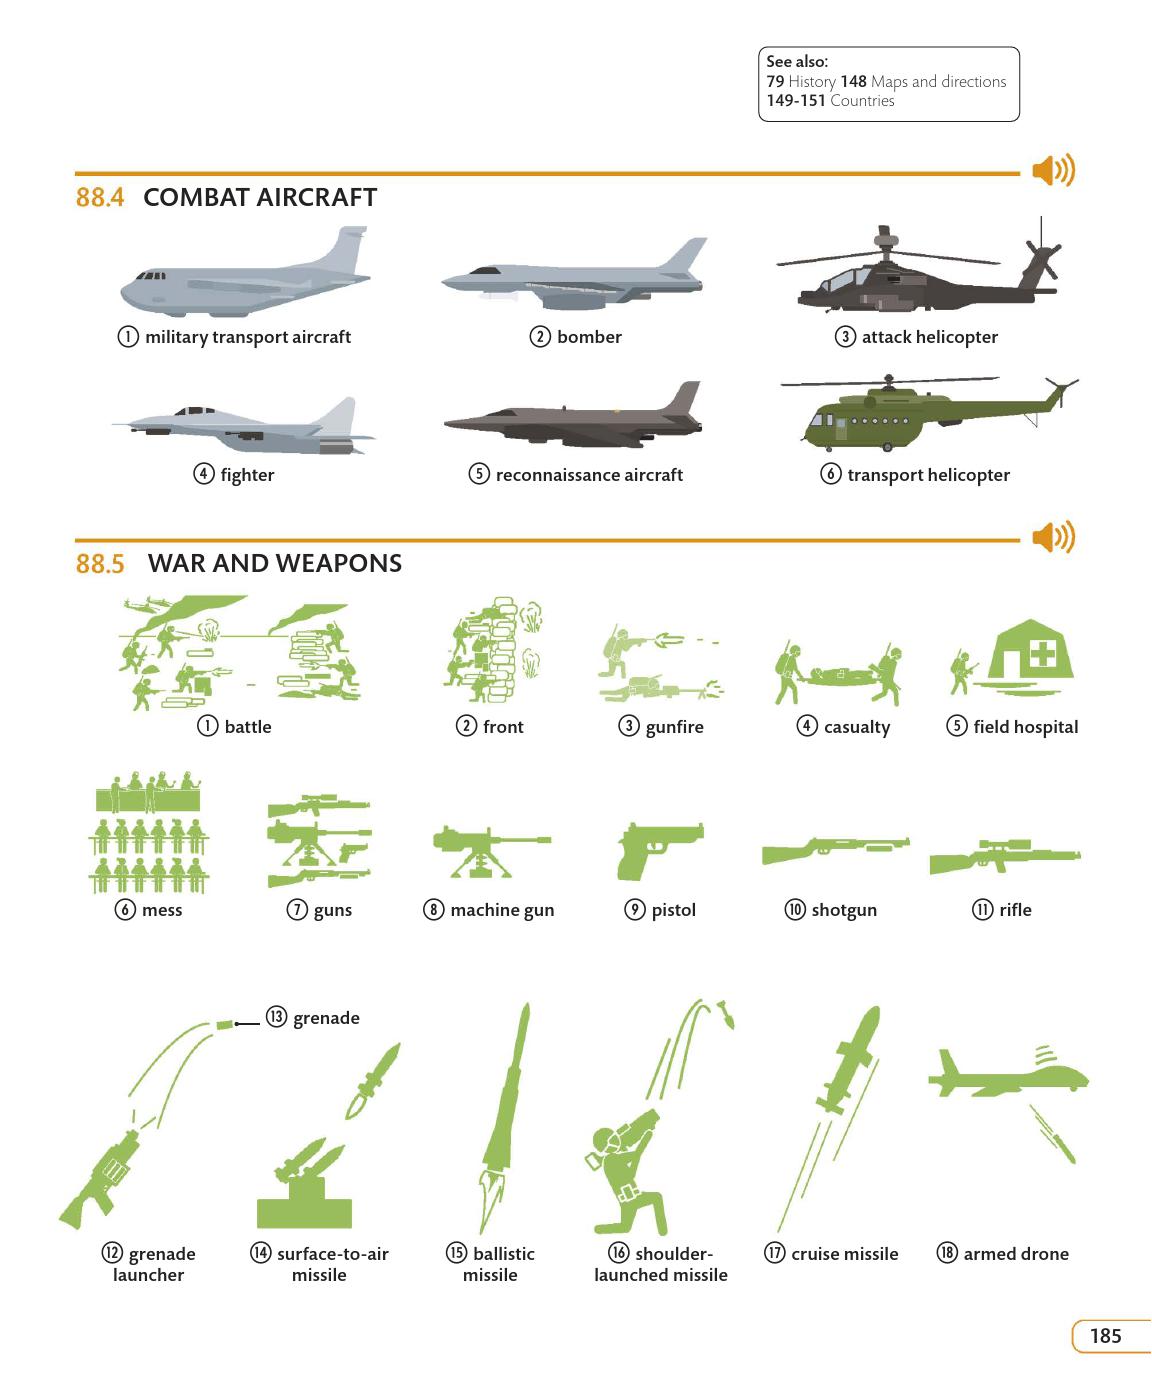 See also:
79 History 148 Maps and directions
149-151 Countries
88.4 COMBAT AIRCRAFT
1 military transport aircraft
2 bomber
3 attack helicopter
4 fighter
5 reconnaissance aircraft
6 transport helicopter
88.5 WAR AND WEAPONS
1 battle
2 front
3 gunfire
4 casualty
5 field hospital
6 mess
7 guns
8 machine gun
9 pistol
10 shotgun
11 rifle
13 grenade
12 grenade
launcher
14 surface-to-air
missile
15 ballistic
missile
16 shoulder-
launched missile
17 cruise missile
18 armed drone
185